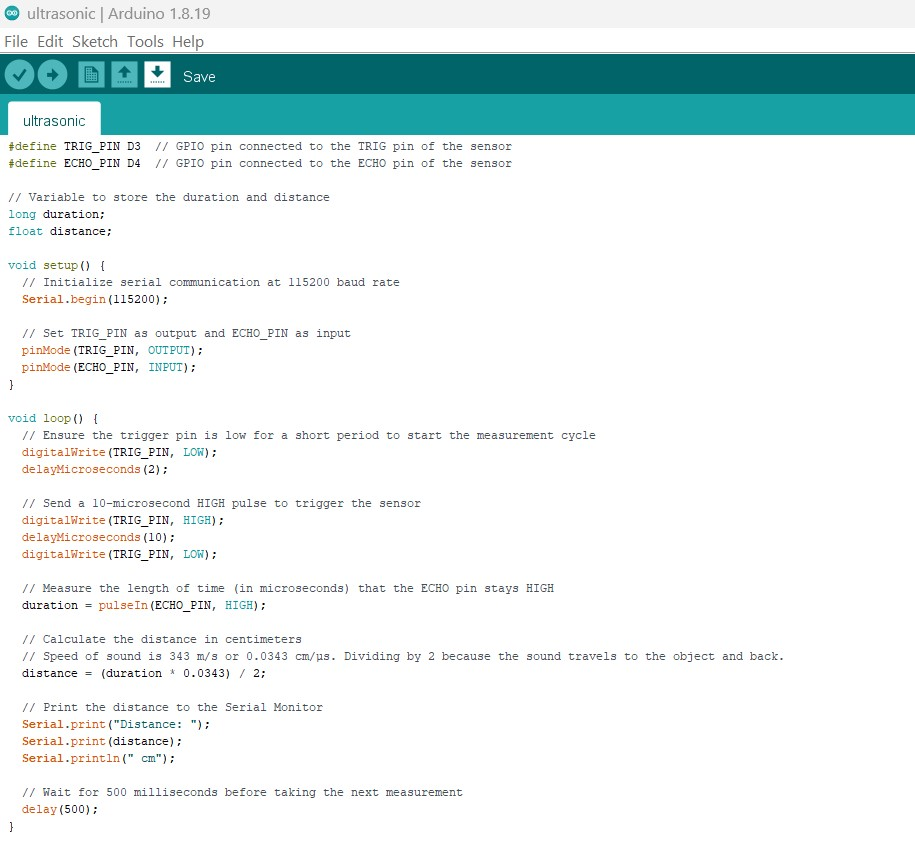 ultrasonic | Arduino 1.8.19
File Edit Sketch Tools Help
Save
ultrasonic
#define TRIG_PIN D3  // GPIO pin connected to the TRIG pin of the sensor
#define ECHO_PIN D4  // GPIO pin connected to the ECHO pin of the sensor

// Variable to store the duration and distance
long duration;
float distance;

void setup() {
  // Initialize serial communication at 115200 baud rate
  Serial.begin(115200);

  // Set TRIG_PIN as output and ECHO_PIN as input
  pinMode(TRIG_PIN, OUTPUT);
  pinMode(ECHO_PIN, INPUT);
}

void loop() {
  // Ensure the trigger pin is low for a short period to start the measurement cycle
  digitalWrite(TRIG_PIN, LOW);
  delayMicroseconds(2);

  // Send a 10-microsecond HIGH pulse to trigger the sensor
  digitalWrite(TRIG_PIN, HIGH);
  delayMicroseconds(10);
  digitalWrite(TRIG_PIN, LOW);

  // Measure the length of time (in microseconds) that the ECHO pin stays HIGH
  duration = pulseIn(ECHO_PIN, HIGH);

  // Calculate the distance in centimeters
  // Speed of sound is 343 m/s or 0.0343 cm/µs. Dividing by 2 because the sound travels to the object and back.
  distance = (duration * 0.0343) / 2;

  // Print the distance to the Serial Monitor
  Serial.print("Distance: ");
  Serial.print(distance);
  Serial.println(" cm");

  // Wait for 500 milliseconds before taking the next measurement
  delay(500);
}